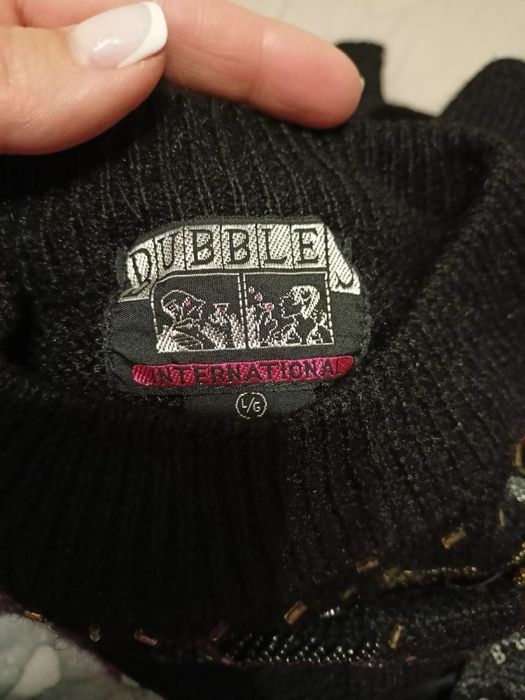 DUBBLE J
INTERNATIONAL
L/G